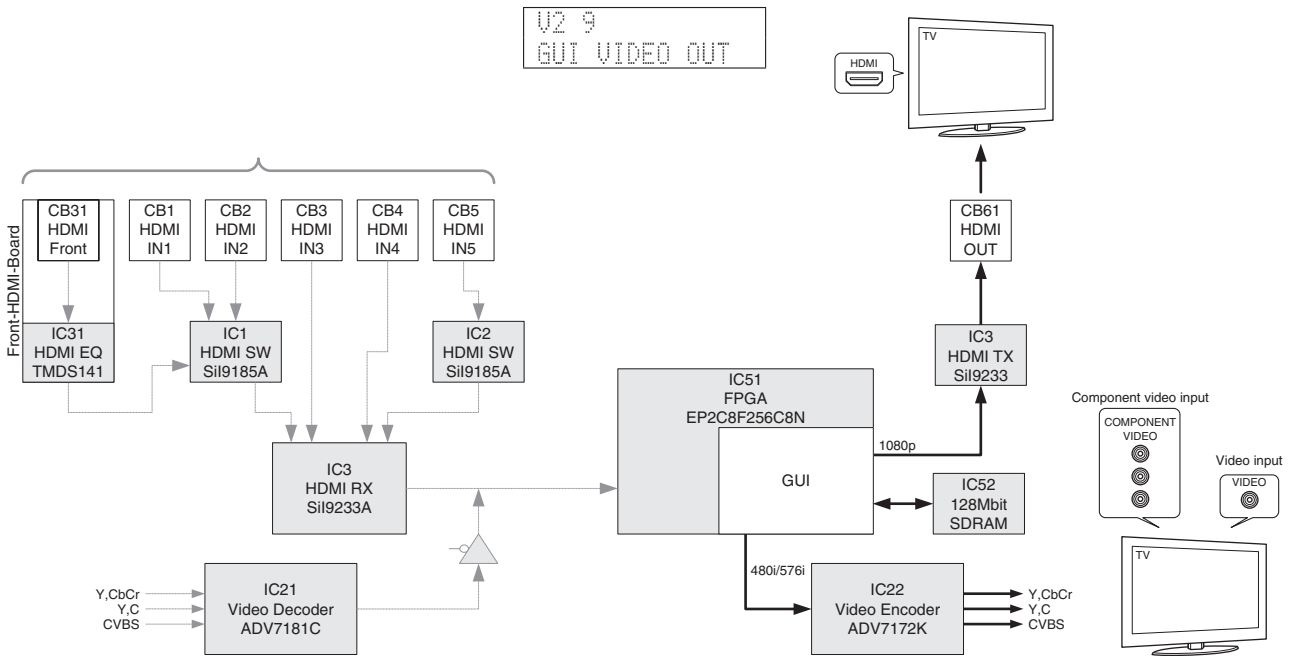 V2 9
GUI VIDEO OUT
TV
HDMI
CB31
HDMI
Front
CB1
HDMI
IN1
CB2
HDMI
IN2
CB3
HDMI
IN3
CB4
HDMI
IN4
CB5
HDMI
IN5
CB61
HDMI
OUT
Front-HDMI-Board
IC31
HDMI EQ
TMDS141
IC1
HDMI SW
SiI9185A
IC2
HDMI SW
SiI9185A
IC3
HDMI TX
SiI9233
IC51
FPGA
EP2C8F256C8N
Component video input
COMPONENT
VIDEO
1080p
Video input
VIDEO
IC3
HDMI RX
SiI9233A
GUI
IC52
128Mbit
SDRAM
TV
480i/576i
IC21
Video Decoder
ADV7181C
Y,CbCr
Y,C
CVBS
IC22
Video Encoder
ADV7172K
Y,CbCr
Y,C
CVBS